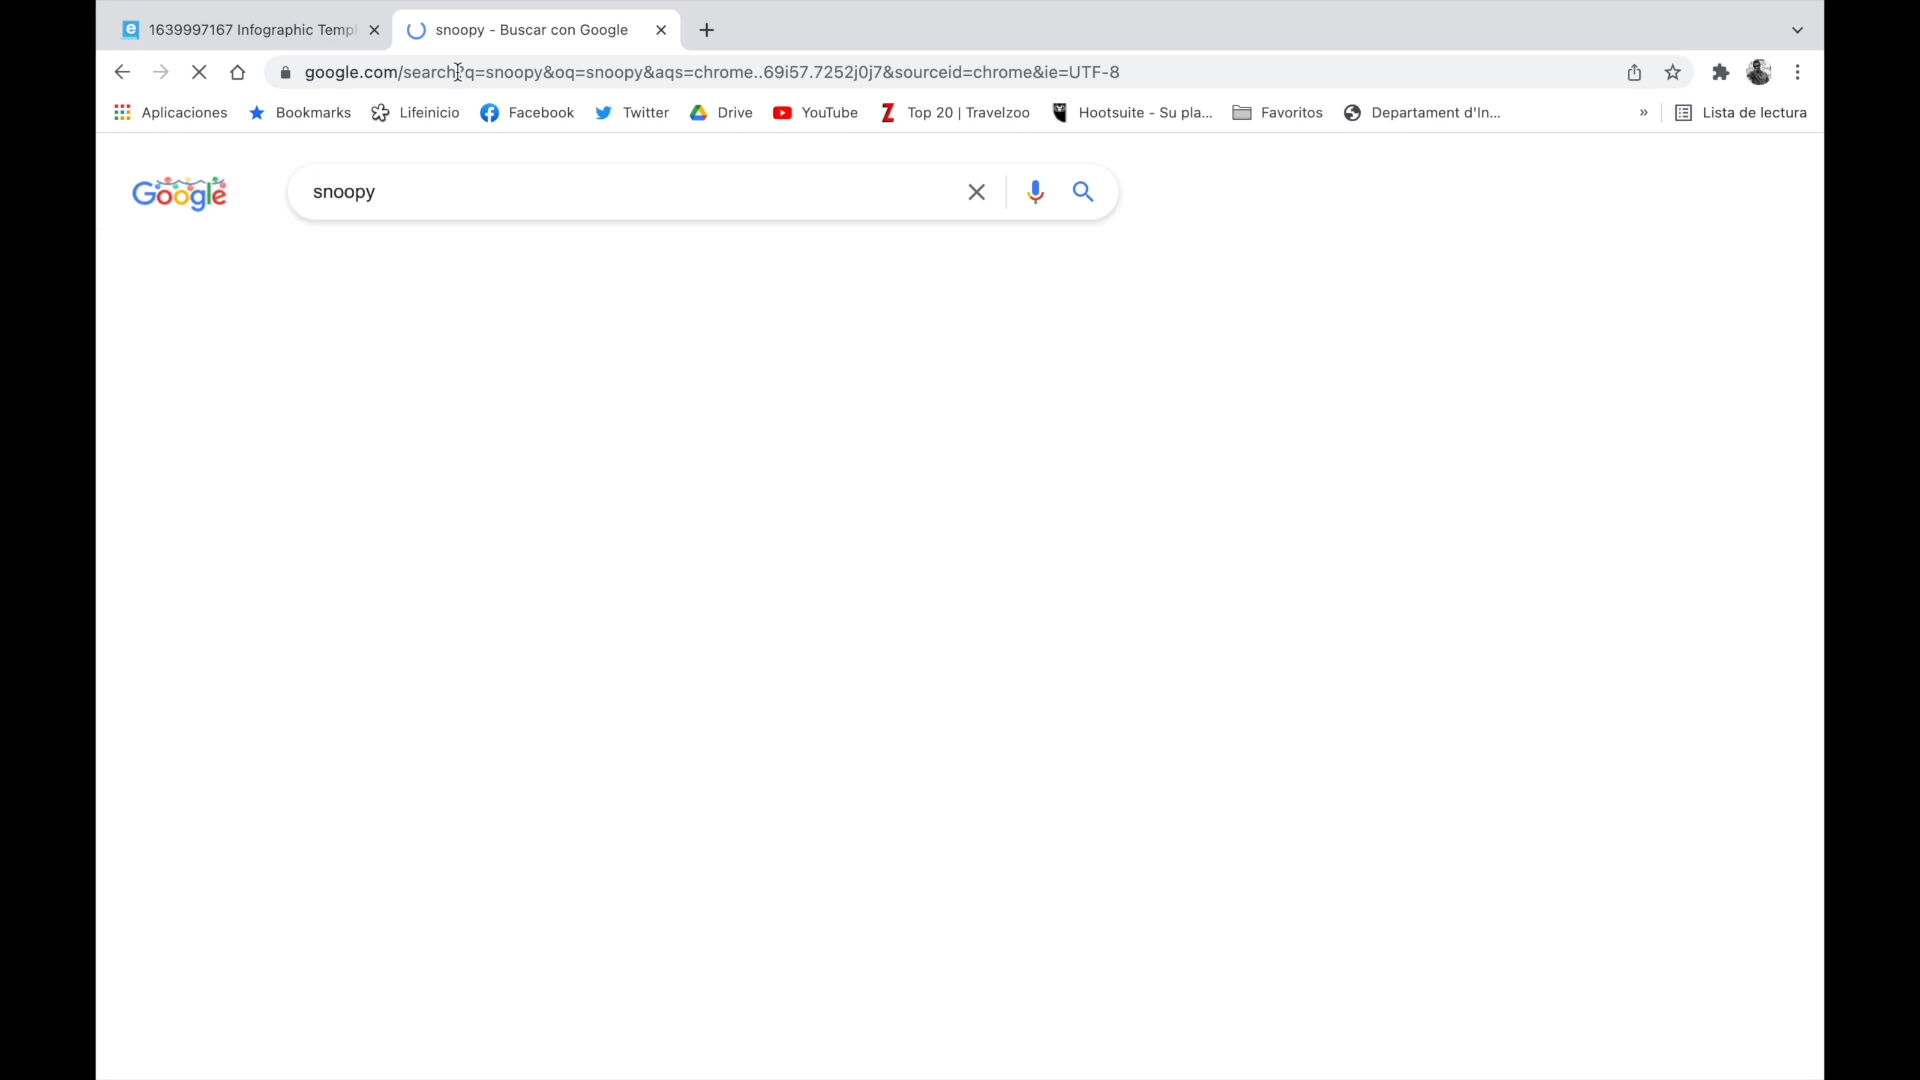 1639997167 Infographic Templ
snoopy - Buscar con Google
google.com/search?q=snoopy&oq=snoopy&aqs=chrome..69i57.7252j0j7&sourceid=chrome&ie=UTF-8
Aplicaciones Bookmarks Lifeinicio Facebook Twitter Drive YouTube Top 20 | Travelzoo Hootsuite - Su pla... Favoritos Departament d'In... » Lista de lectura
Google snoopy